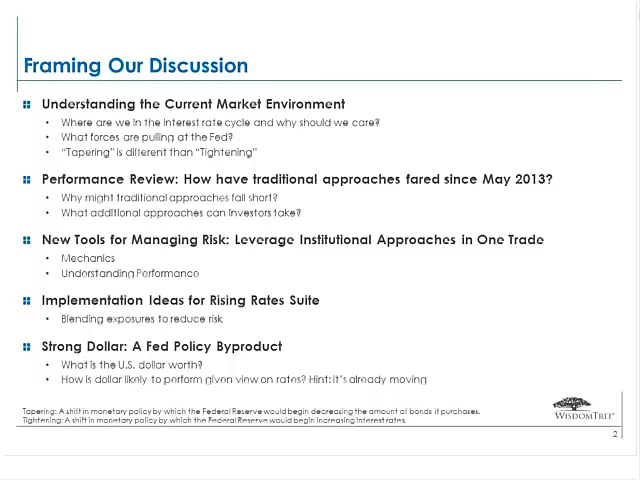 Framing Our Discussion
Understanding the Current Market Environment
• Where are we in the interest rate cycle and why should we care?
• What forces are pulling at the Fed?
• “Tapering” is different than “Tightening”
Performance Review: How have traditional approaches fared since May 2013?
• Why might traditional approaches fall short?
• What additional approaches can investors take?
New Tools for Managing Risk: Leverage Institutional Approaches in One Trade
• Mechanics
• Understanding Performance
Implementation Ideas for Rising Rates Suite
• Blending exposures to reduce risk
Strong Dollar: A Fed Policy Byproduct
• What is the U.S. dollar worth?
• How is dollar likely to perform given view on rates? Hint: it’s already moving
Tapering: A shift in monetary policy by which the Federal Reserve would begin decreasing the amount of bonds it purchases.
Tightening: A shift in monetary policy by which the Federal Reserve would begin increasing interest rates.
WISDOMTREE®
2